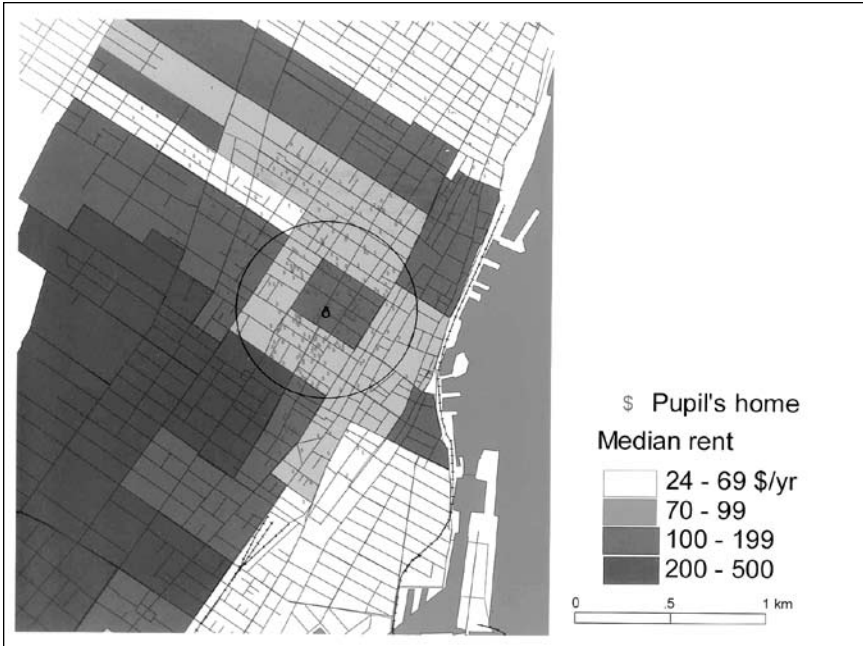 $ Pupil's home
Median rent
24 - 69 $/yr
70 - 99
100 - 199
200 - 500
0 .5 1 km